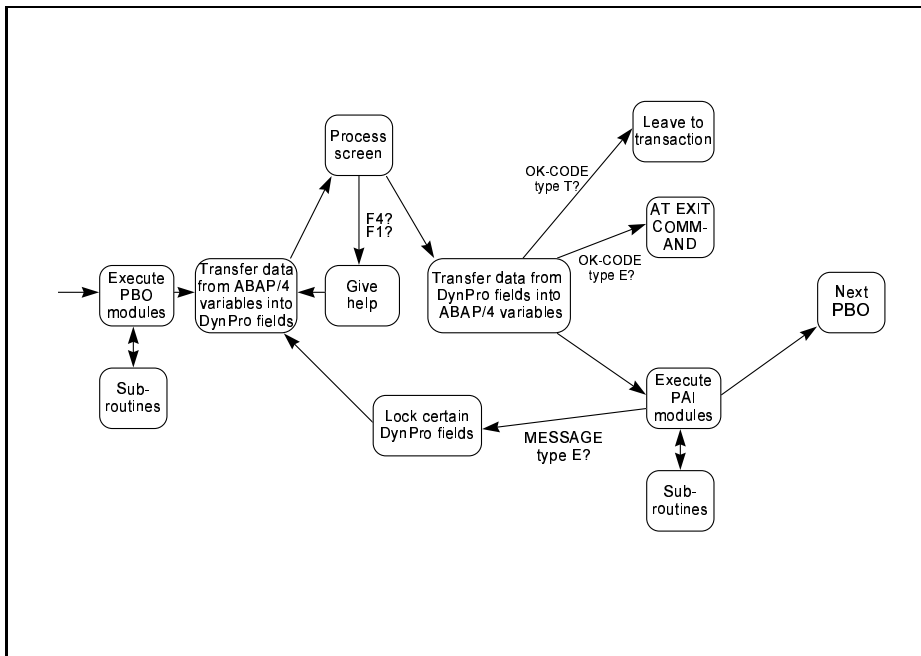 Process
screen
Leave to
transaction
OK-CODE
type T?
F4?
F1?
AT EXIT
COMM-
AND
OK-CODE
type E?
Execute
PBO
modules
Transfer data
from ABAP/4
variables into
DynPro fields
Give
help
Transfer data from
DynPro fields into
ABAP/4 variables
Next
PBO
Sub-
routines
Lock certain
DynPro fields
MESSAGE
type E?
Execute
PAI
modules
Sub-
routines